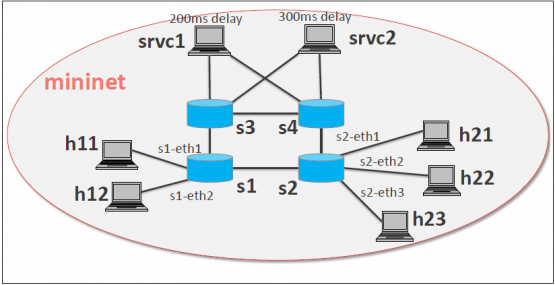 200ms delay
300ms delay
srvc1
srvc2
mininet
s3
s4
h11
s1-eth1
s2-eth1
h21
s2-eth2
h22
h12
s1-eth2
s1
s2
s2-eth3
h23